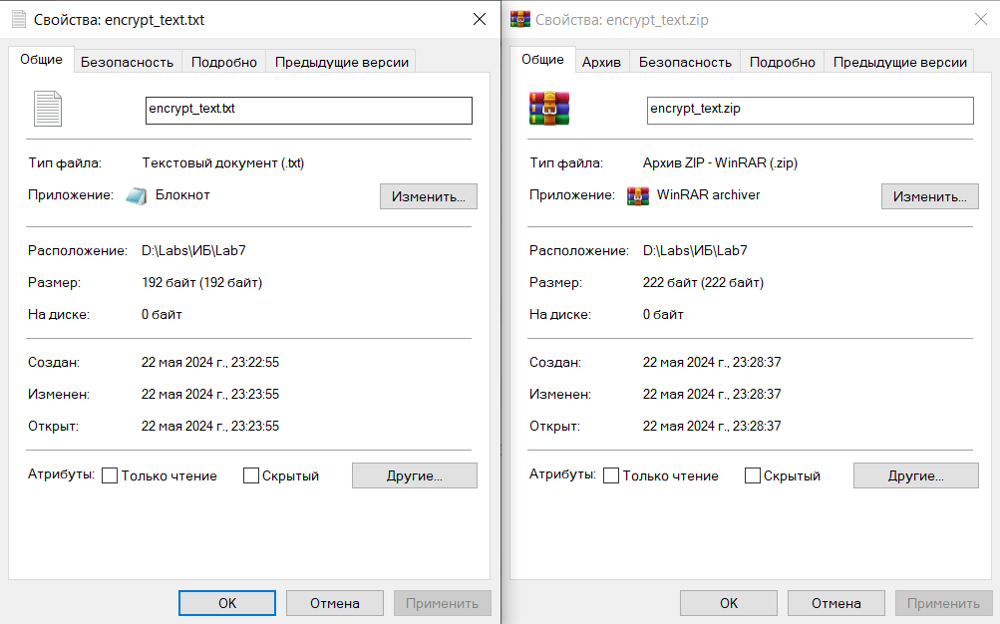 Свойства: encrypt_text.txt
Общие Безопасность Подробно Предыдущие версии
encrypt_text.txt
Тип файла: Текстовый документ (.txt)
Приложение: Блокнот Изменить...
Расположение: D:\Labs\ИБ\Lab7
Размер: 192 байт (192 байт)
На диске: 0 байт
Создан: 22 мая 2024 г., 23:22:55
Изменен: 22 мая 2024 г., 23:23:55
Открыт: 22 мая 2024 г., 23:23:55
Атрибуты: Только чтение Скрытый Другие...
OK Отмена Применить
Свойства: encrypt_text.zip
Общие Архив Безопасность Подробно Предыдущие версии
encrypt_text.zip
Тип файла: Архив ZIP - WinRAR (.zip)
Приложение: WinRAR archiver Изменить...
Расположение: D:\Labs\ИБ\Lab7
Размер: 222 байт (222 байт)
На диске: 0 байт
Создан: 22 мая 2024 г., 23:28:37
Изменен: 22 мая 2024 г., 23:28:37
Открыт: 22 мая 2024 г., 23:28:37
Атрибуты: Только чтение Скрытый Другие...
OK Отмена Применить